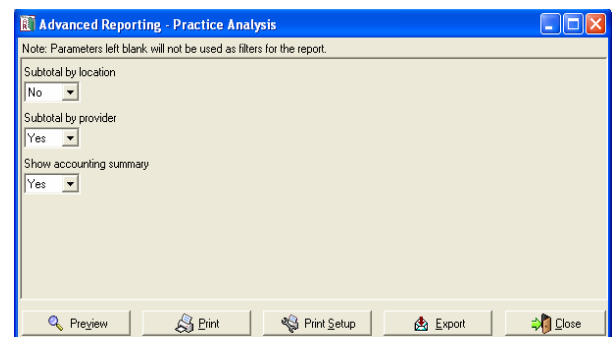 Advanced Reporting - Practice Analysis
Note: Parameters left blank will not be used as filters for the report.
Subtotal by location
No
Subtotal by provider
Yes
Show accounting summary
Yes
Preview Print Print Setup Export Close